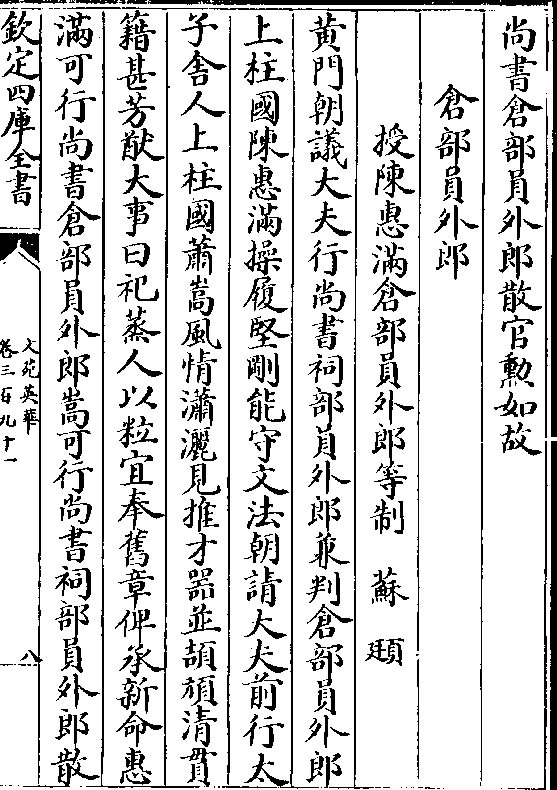 尚書倉部員外郎散官勲如故
倉部員外郎
授陳惠滿倉部員外郎等制　蘇頲
黄門朝議大夫行尚書祠部員外郎兼判倉部員外郎
上柱國陳惠滿操履堅剛能守文法朝請大夫前行太
子舍人上柱國蕭嵩風情瀟灑見推才器並頡頏清貫
籍甚芳猷大事曰祀蒸人以粒宜奉舊章俾承新命惠
滿可行尚書倉部員外郎嵩可行尚書祠部員外郎散
欽定四庫全書
文苑英華
卷三百九十一
八